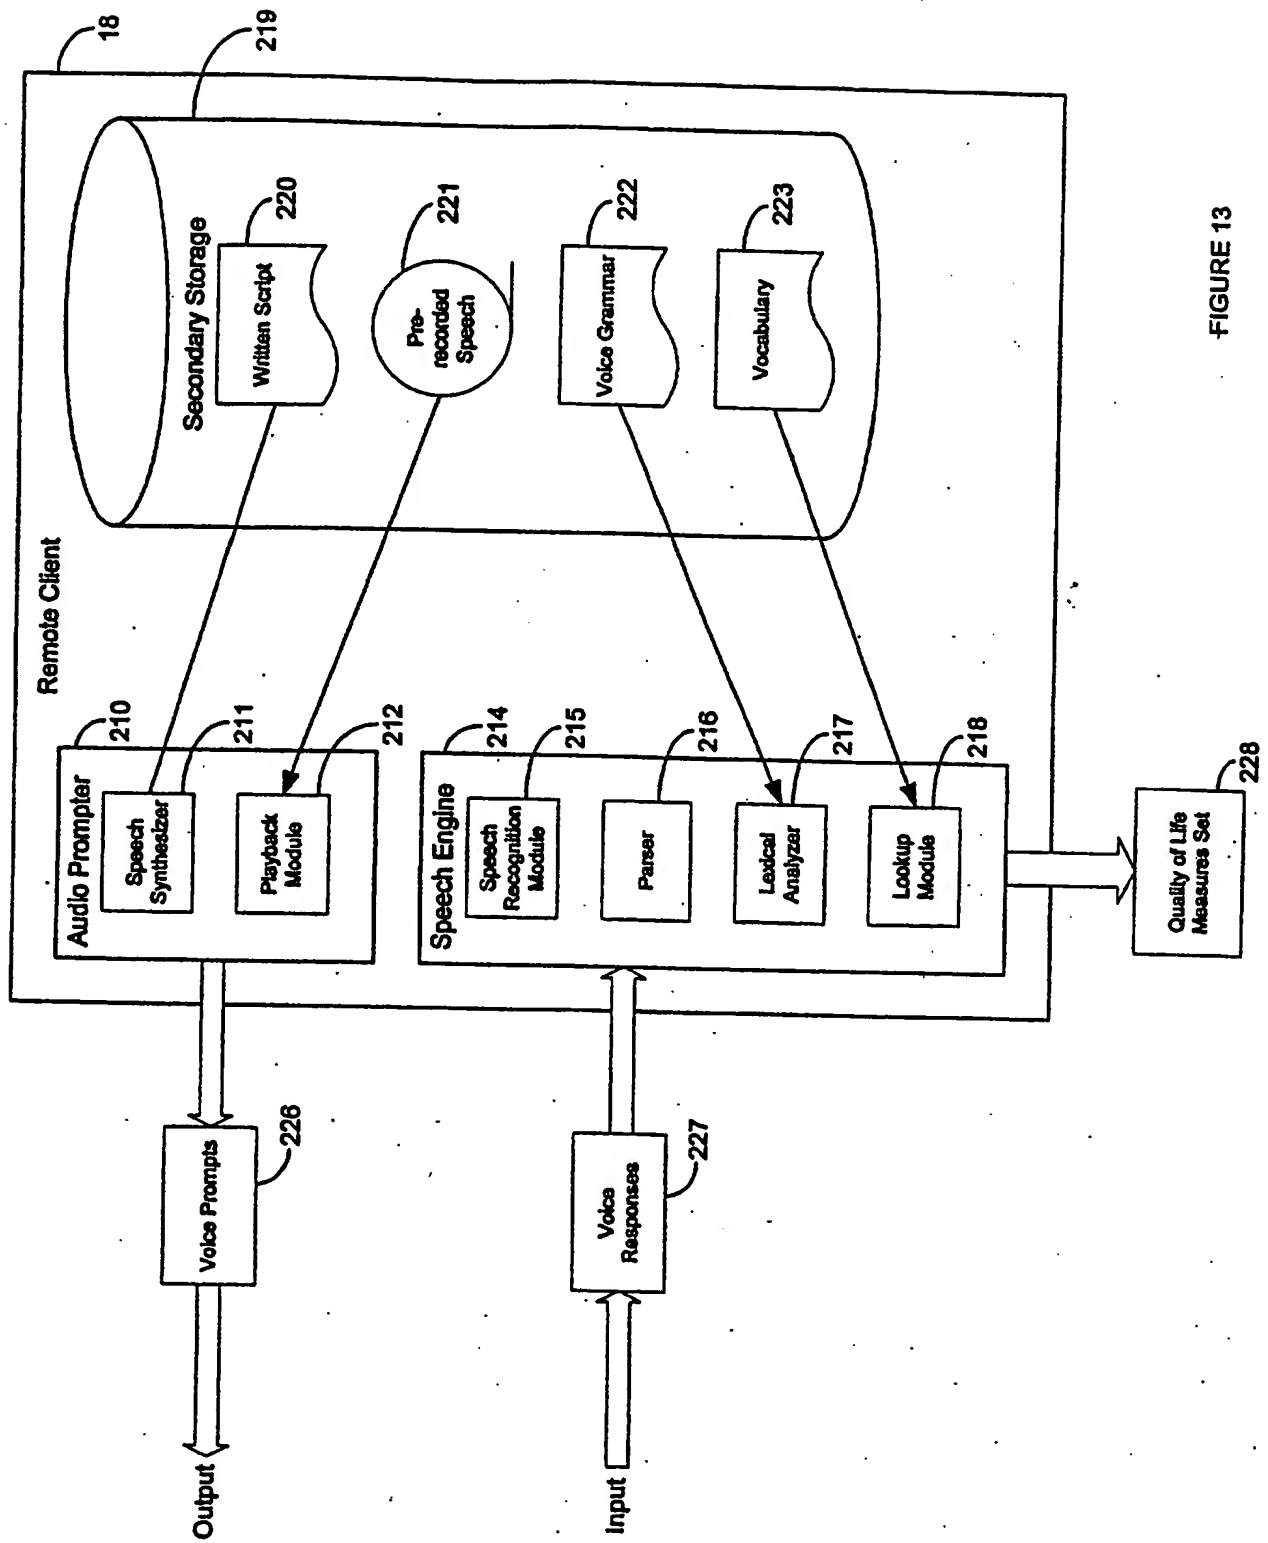 18
219
Remote Client
Secondary Storage
Written Script
220
Pre-
recorded
Speech
221
Voice Grammar
222
Vocabulary
223
Audio Prompter
210
Speech
Synthesizer
211
Playback
Module
212
Speech Engine
214
Speech
Recognition
Module
215
Parser
216
Lexical
Analyzer
217
Lookup
Module
218
Output
Voice Prompts
226
Input
Voice
Responses
227
Quality of Life
Measures Set
228
FIGURE 13